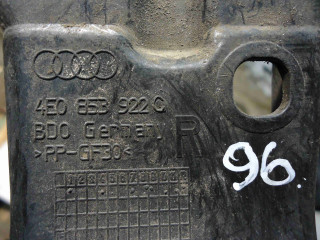 4E0 853 922 C
BDO Germany
>PP-GF30<
R
96.